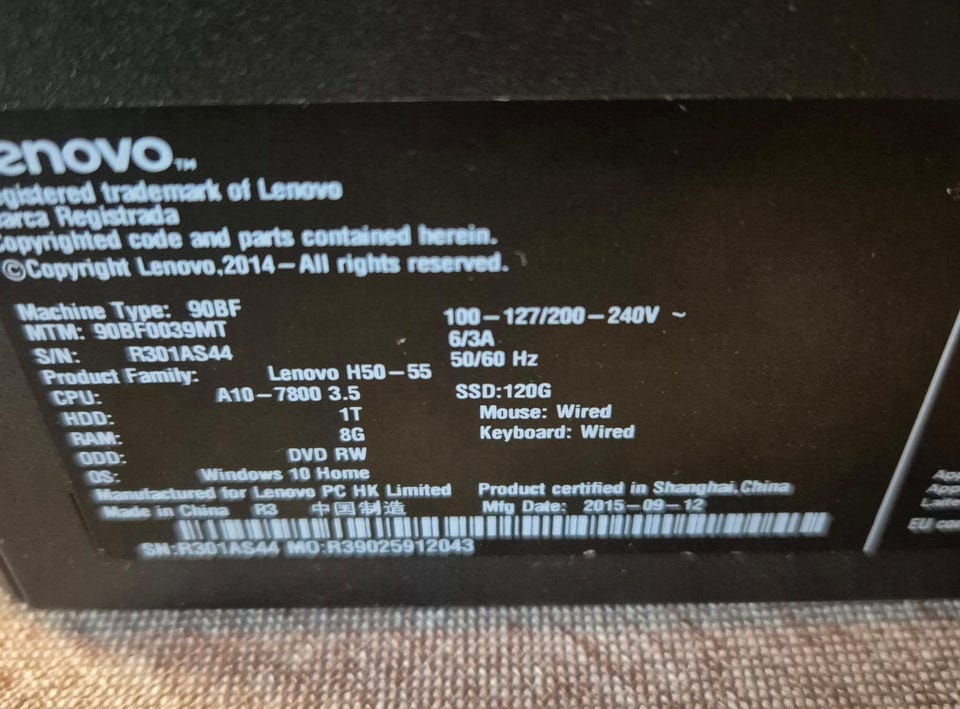 enovo™
egistered trademark of Lenovo
arca Registrada
Copyrighted code and parts contained herein.
©Copyright Lenovo,2014–All rights reserved.
Machine Type: 90BF
MTM: 90BF0039MT
S/N: R301AS44
Product Family: Lenovo H50–55
CPU: A10–7800 3.5
HDD: 1T
RAM: 8G
ODD: DVD RW
OS: Windows 10 Home
Manufactured for Lenovo PC HK Limited
Made in China R3 中国制造
100–127/200–240V ~
6/3A
50/60 Hz
SSD:120G
Mouse: Wired
Keyboard: Wired
Product certified in Shanghai,China
Mfg Date: 2015–09–12
SN:R301AS44 MO:R39025912043
EU